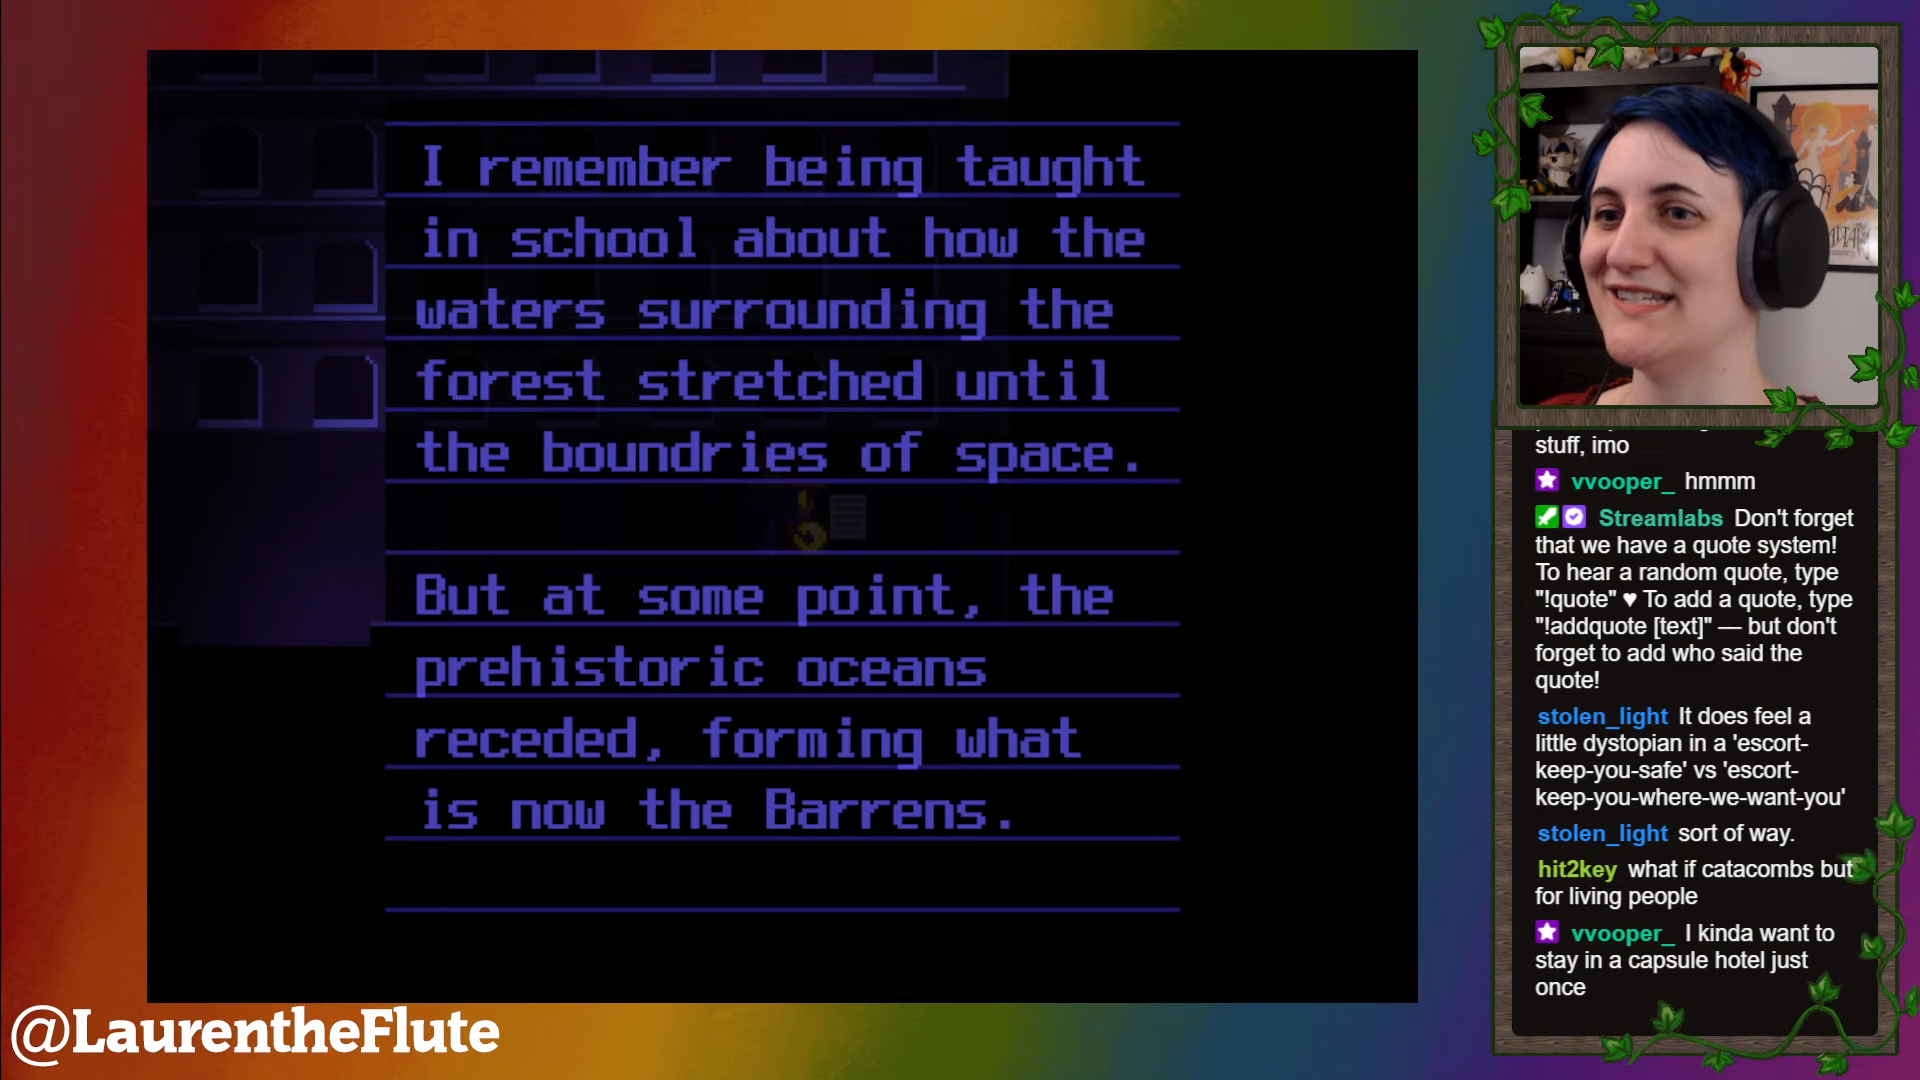 I remember being taught
in school about how the
waters surrounding the
forest stretched until
the boundries of space.
But at some point, the
prehistoric oceans
receded, forming what
is now the Barrens.
stuff, imo
vvooper_ hmmm
Streamlabs Don't forget
that we have a quote system!
To hear a random quote, type
"!quote" ♥ To add a quote, type
"!addquote [text]" — but don't
forget to add who said the
quote!
stolen_light It does feel a
little dystopian in a 'escort-
keep-you-safe' vs 'escort-
keep-you-where-we-want-you'
stolen_light sort of way.
hit2key what if catacombs but
for living people
vvooper_ I kinda want to
stay in a capsule hotel just
once
@LaurentheFlute